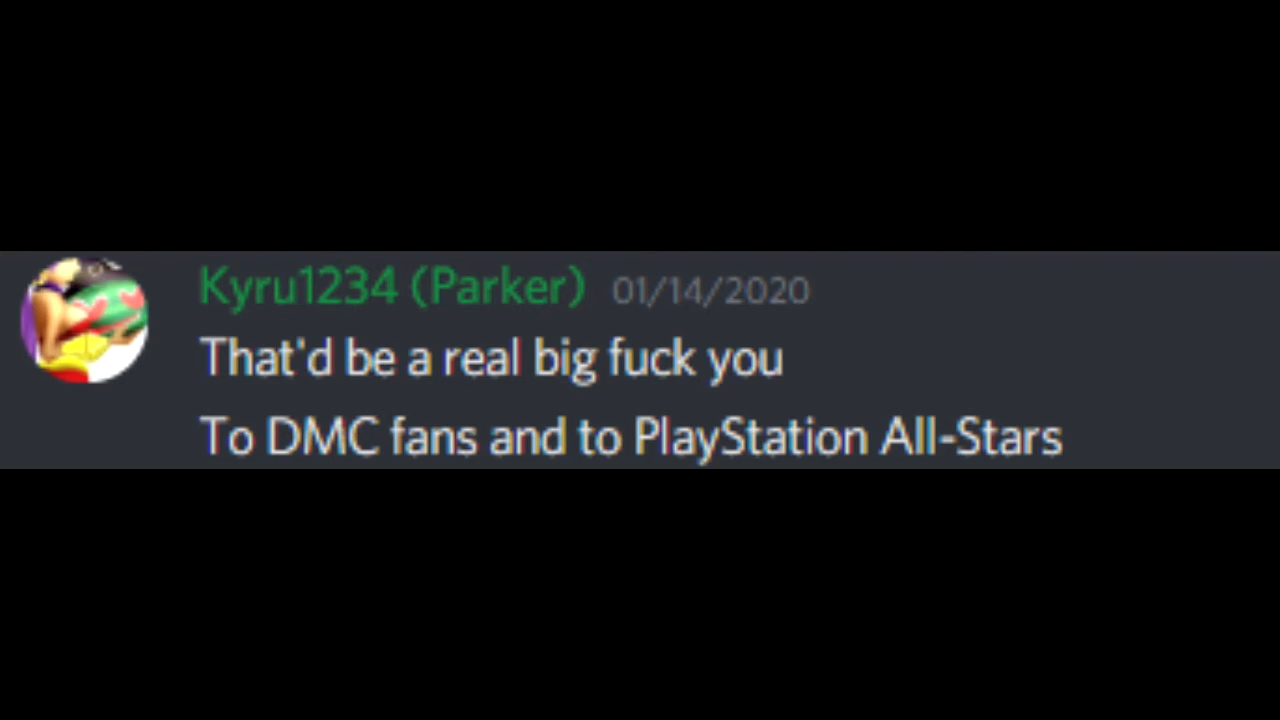 Kyru1234 (Parker) 01/14/2020
That'd be a real big fuck you
To DMC fans and to PlayStation All-Stars